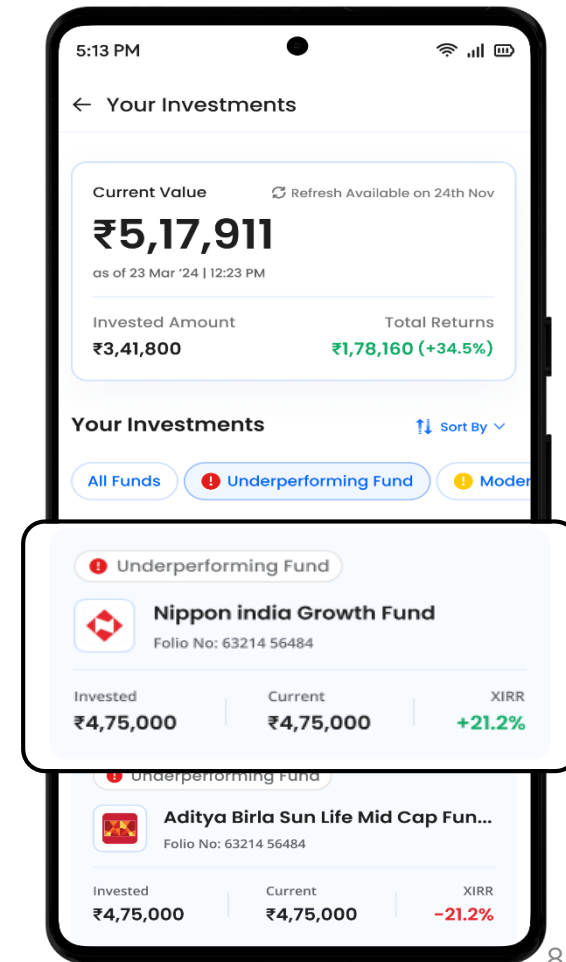 5:13 PM
← Your Investments
Current Value Refresh Available on 24th Nov
₹5,17,911
as of 23 Mar '24 | 12:23 PM
Invested Amount Total Returns
₹3,41,800 ₹1,78,160 (+34.5%)
Your Investments Sort By
All Funds Underperforming Fund Moder
Underperforming Fund
Nippon india Growth Fund
Folio No: 63214 56484
Invested Current XIRR
₹4,75,000 ₹4,75,000 +21.2%
Underperforming Fund
Aditya Birla Sun Life Mid Cap Fun...
Folio No: 63214 56484
Invested Current XIRR
₹4,75,000 ₹4,75,000 -21.2%
8